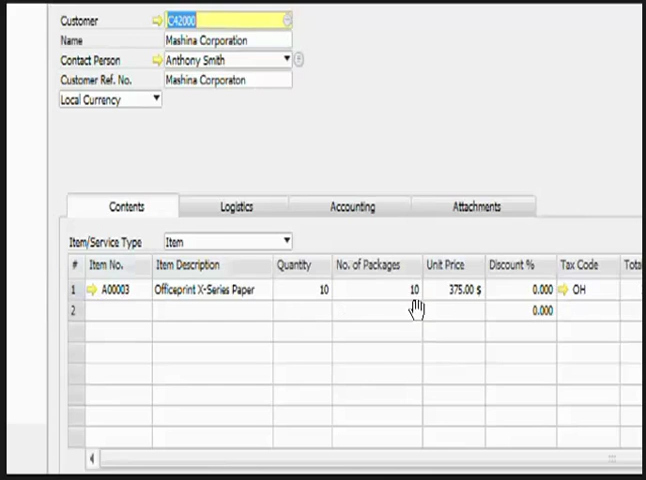 Customer C42000
Name Mashina Corporation
Contact Person Anthony Smith
Customer Ref. No. Mashina Corporaton
Local Currency
Contents Logistics Accounting Attachments
Item/Service Type Item
# Item No. Item Description Quantity No. of Packages Unit Price Discount % Tax Code Tota
1 A00003 Officeprint X-Series Paper 10 10 375.00 $ 0.000 OH
2 0.000